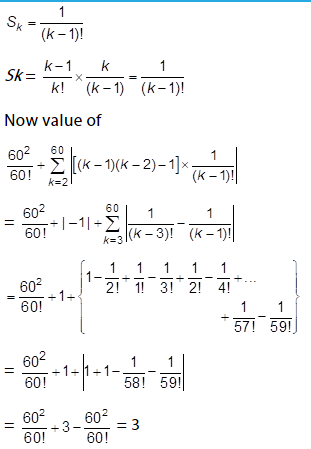 S_k = 1/(k−1)!
Sk = (k−1)/k! × k/(k−1) = 1/(k−1)!
Now value of
60²/60! + ∑_{k=2}^{60} |[(k−1)(k−2)−1] × 1/(k−1)!|
= 60²/60! + |−1| + ∑_{k=3}^{60} |1/(k−3)! − 1/(k−1)!|
= 60²/60! + 1 + {1 − 1/2! + 1/1! − 1/3! + 1/2! − 1/4! + ...
+ 1/57! − 1/59!}
= 60²/60! + 1 + |1 + 1 − 1/58! − 1/59!|
= 60²/60! + 3 − 60²/60! = 3